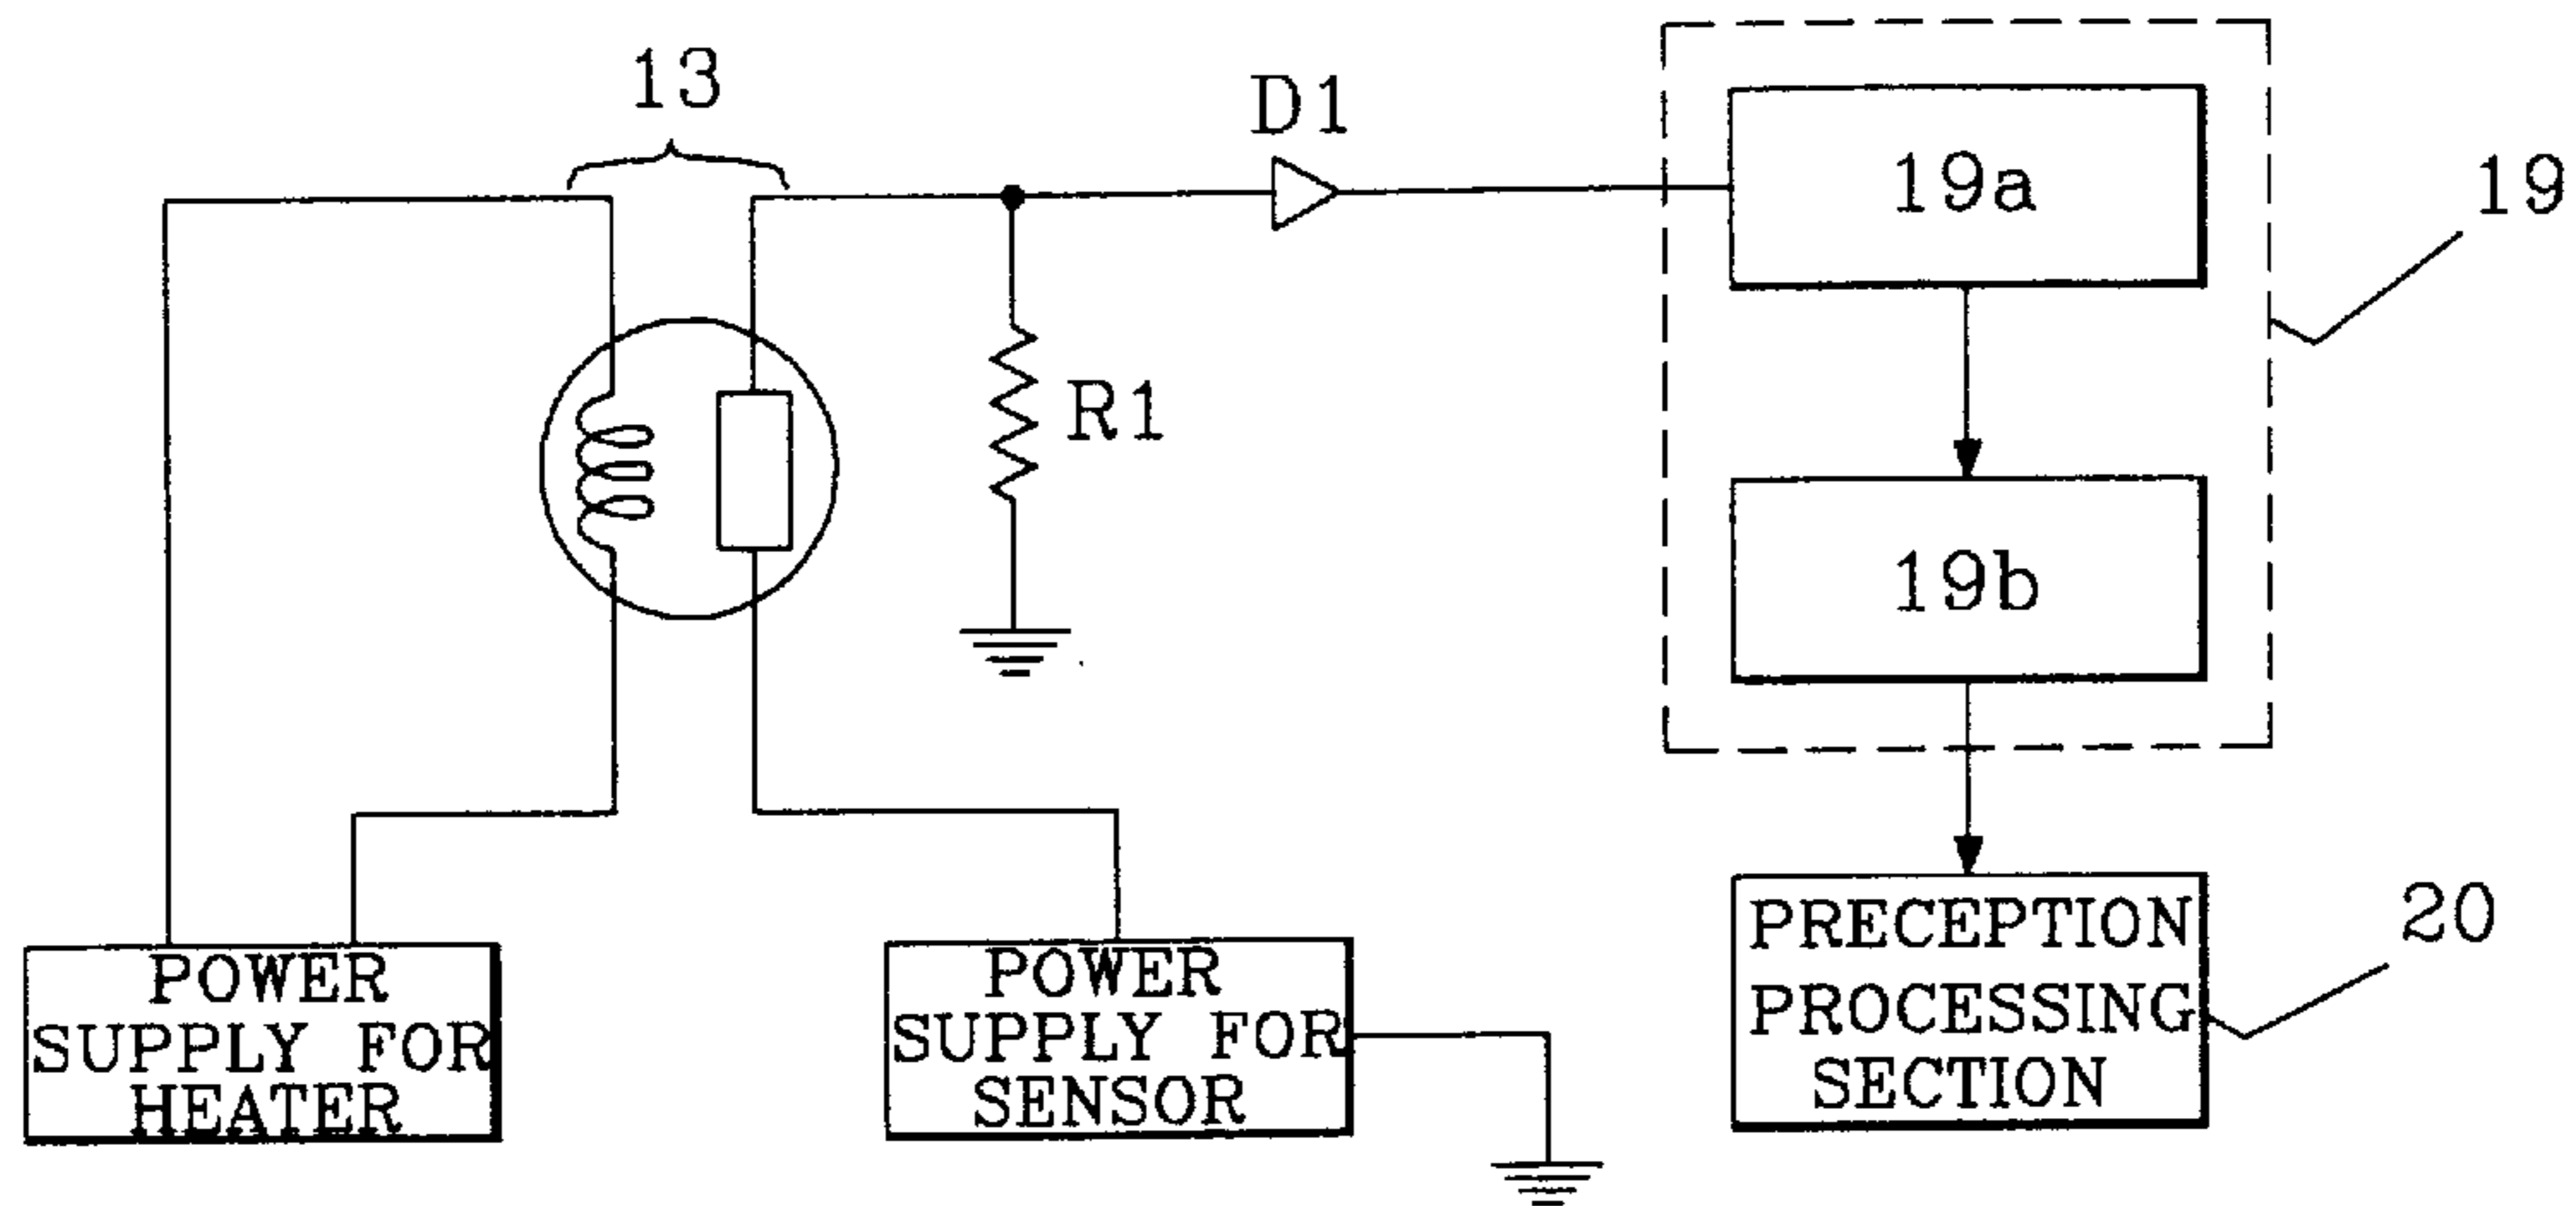 13
D1
19a
19
R1
19b
POWER
SUPPLY FOR
HEATER
POWER
SUPPLY FOR
SENSOR
PRECEPTION
PROCESSING
SECTION
20